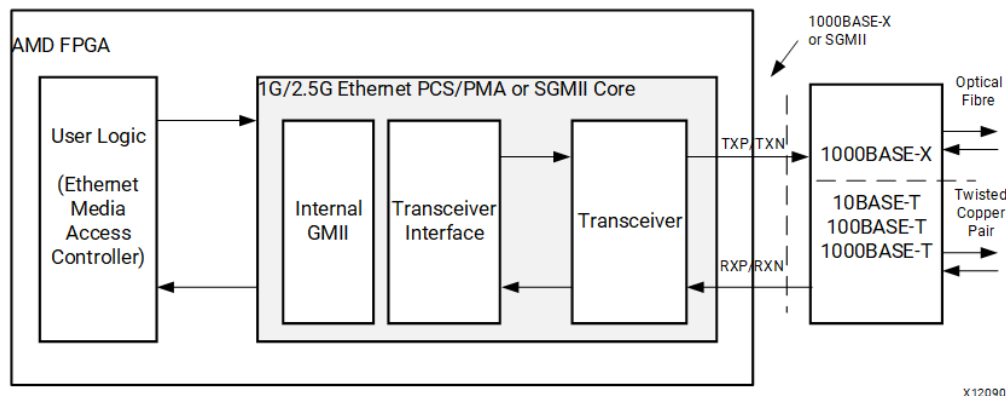 1000BASE-X
or SGMII
AMD FPGA
1G/2.5G Ethernet PCS/PMA or SGMII Core
User Logic
(Ethernet
Media
Access
Controller)
Internal
GMII
Transceiver
Interface
Transceiver
TXP/TXN
RXP/RXN
1000BASE-X
10BASE-T
100BASE-T
1000BASE-T
Optical
Fibre
Twisted
Copper
Pair
X12090